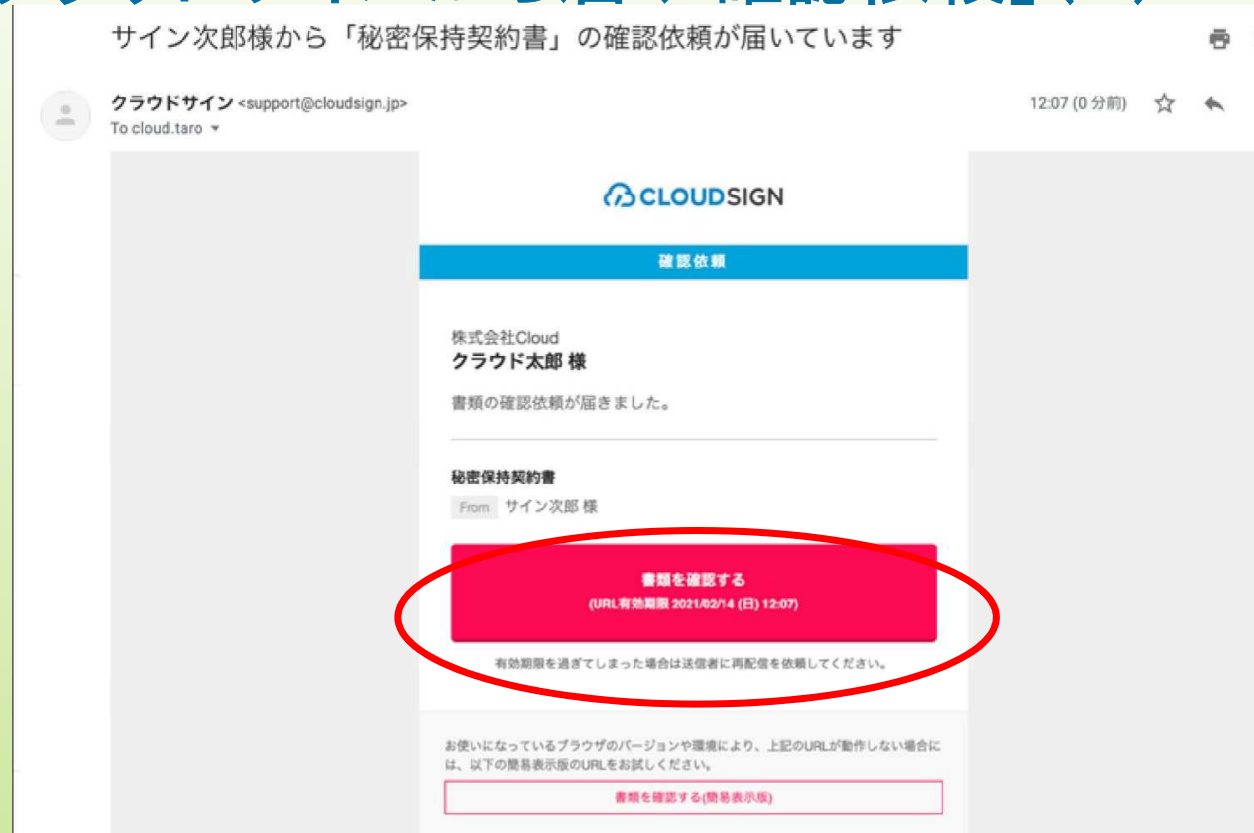 サイン次郎様から「秘密保持契約書」の確認依頼が届いています
クラウドサイン <support@cloudsign.jp>
12:07 (0 分前)
To cloud.taro
CLOUDSIGN
確認依頼
株式会社Cloud
クラウド太郎 様
書類の確認依頼が届きました。
秘密保持契約書
From サイン次郎 様
書類を確認する
(URL有効期限 2021/02/14 (日) 12:07)
有効期限を過ぎてしまった場合は送信者に再配信を依頼してください。
お使いになっているブラウザのバージョンや環境により、上記のURLが動作しない場合に
は、以下の簡易表示版のURLをお試しください。
書類を確認する(簡易表示版)